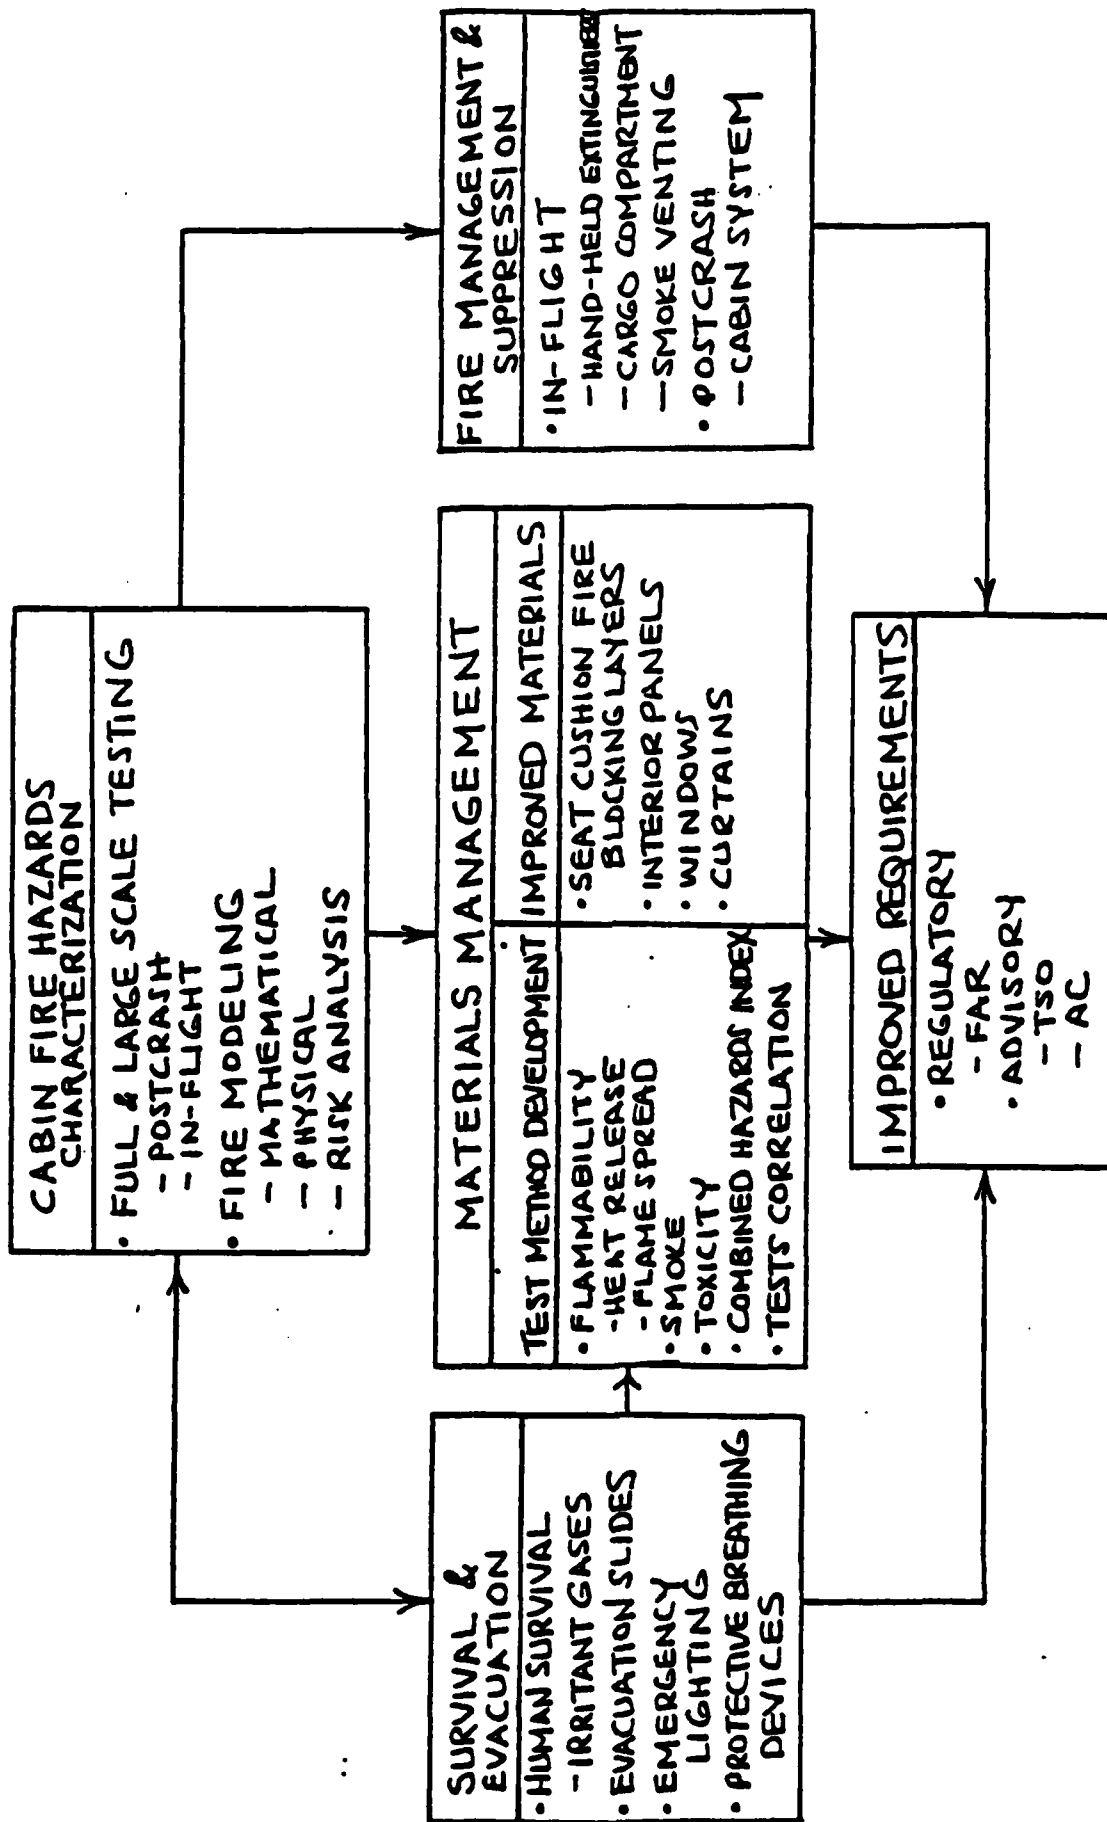 CABIN FIRE HAZARDS
CHARACTERIZATION
• FULL & LARGE SCALE TESTING
- POSTCRASH
- IN-FLIGHT
• FIRE MODELING
- MATHEMATICAL
- PHYSICAL
- RISK ANALYSIS
SURVIVAL &
EVACUATION
• HUMAN SURVIVAL
- IRRITANT GASES
• EVACUATION SLIDES
• EMERGENCY
LIGHTING
• PROTECTIVE BREATHING
DEVICES
MATERIALS MANAGEMENT
TEST METHOD DEVELOPMENT
• FLAMMABILITY
- HEAT RELEASE
- FLAME SPREAD
• SMOKE
• TOXICITY
• COMBINED HAZARDS INDEX
• TESTS CORRELATION
IMPROVED MATERIALS
• SEAT CUSHION FIRE
BLOCKING LAYERS
• INTERIOR PANELS
• WINDOWS
• CURTAINS
FIRE MANAGEMENT &
SUPPRESSION
• IN-FLIGHT
- HAND-HELD EXTINGUISHER
- CARGO COMPARTMENT
- SMOKE VENTING
• POSTCRASH
- CABIN SYSTEM
IMPROVED REQUIREMENTS
• REGULATORY
- FAR
• ADVISORY
- TSO
- AC